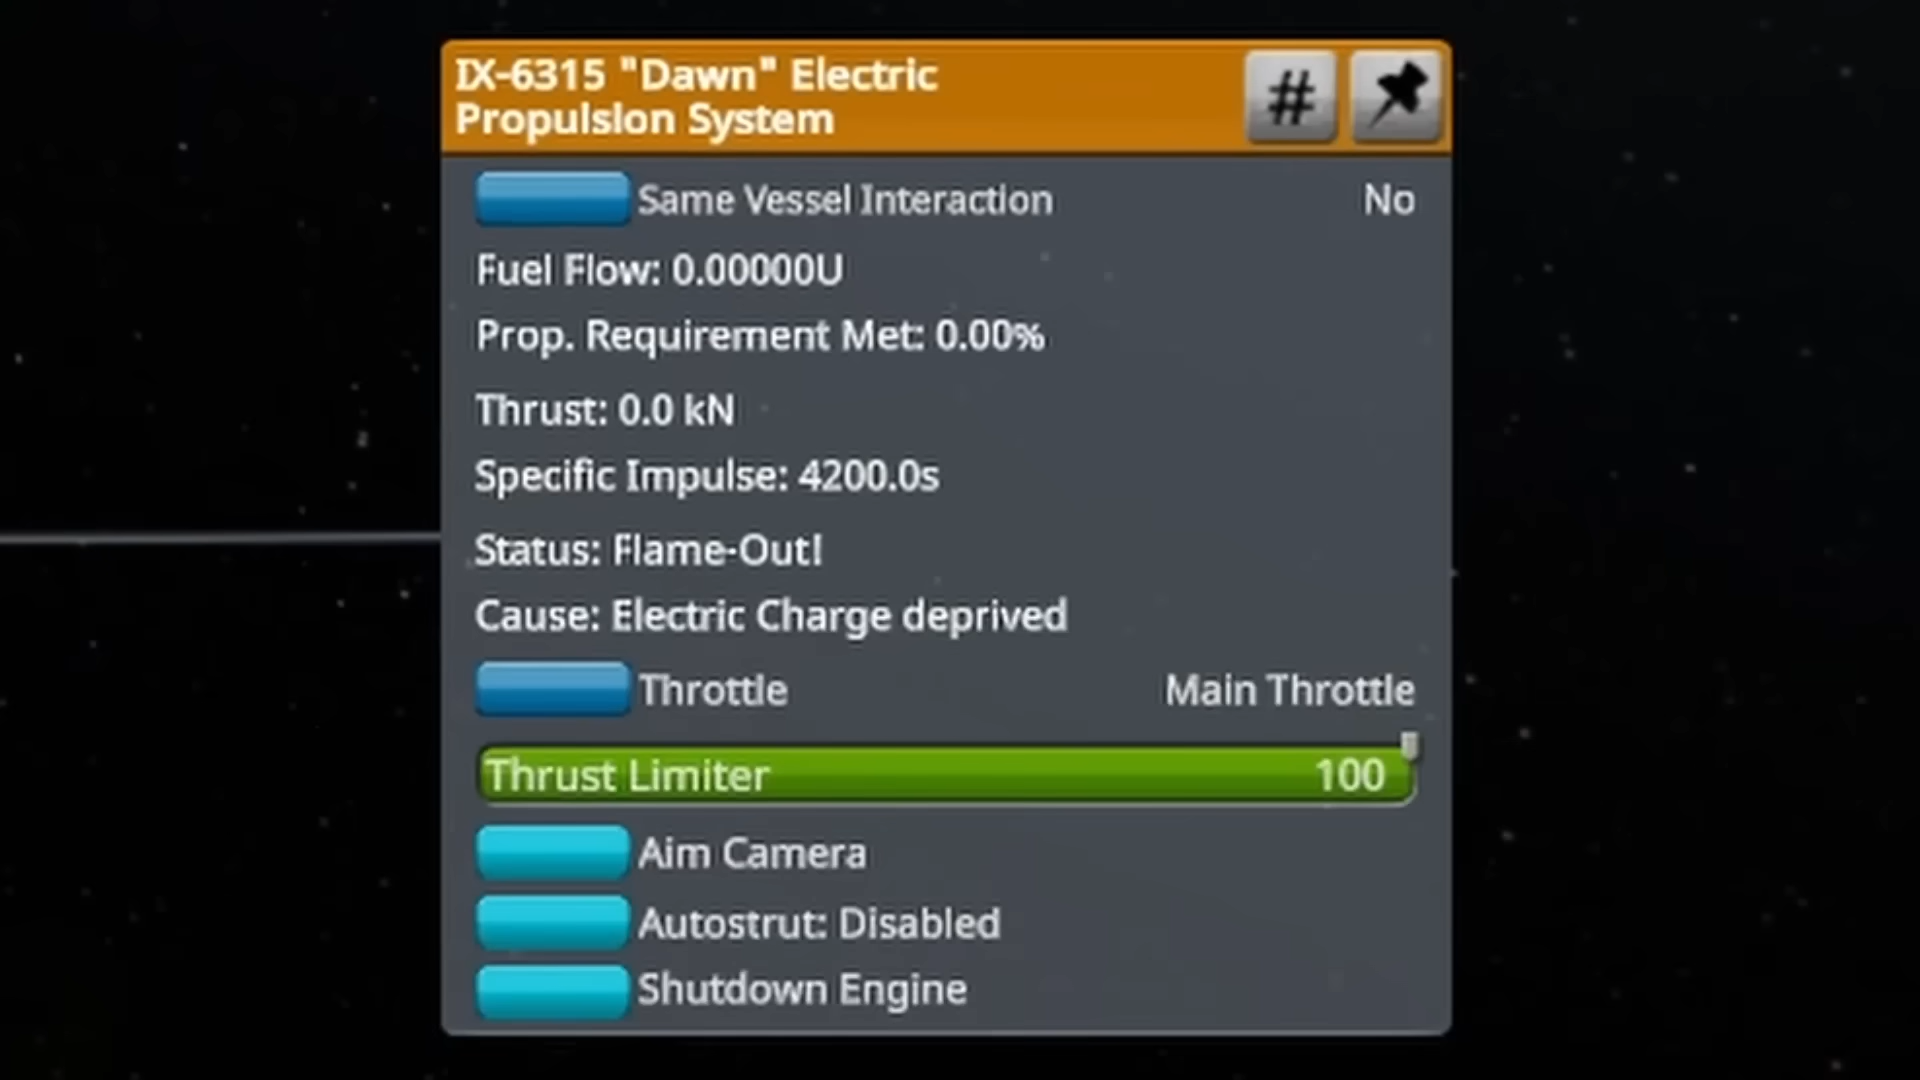 IX-6315 "Dawn" Electric
Propulsion System
#
Same Vessel Interaction No
Fuel Flow: 0.00000U
Prop. Requirement Met: 0.00%
Thrust: 0.0 kN
Specific Impulse: 4200.0s
Status: Flame-Out!
Cause: Electric Charge deprived
Throttle Main Throttle
Thrust Limiter 100
Aim Camera
Autostrut: Disabled
Shutdown Engine